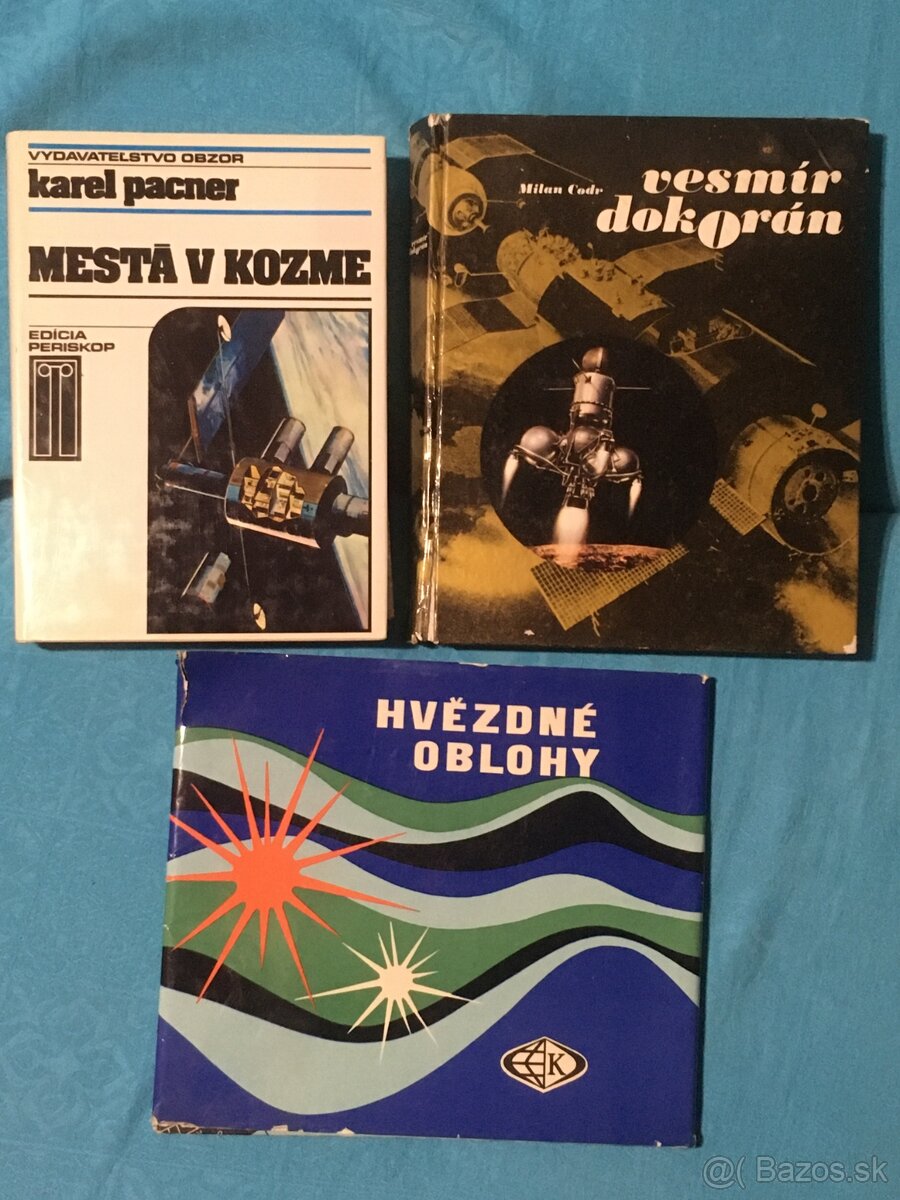 VYDAVATEĽSTVO OBZOR
karel pacner
MESTÁ V KOZME
EDÍCIA
PERISKOP
Milan Codr
vesmír
dokOrán
HVĚZDNÉ
OBLOHY
K
@( Bazos.sk